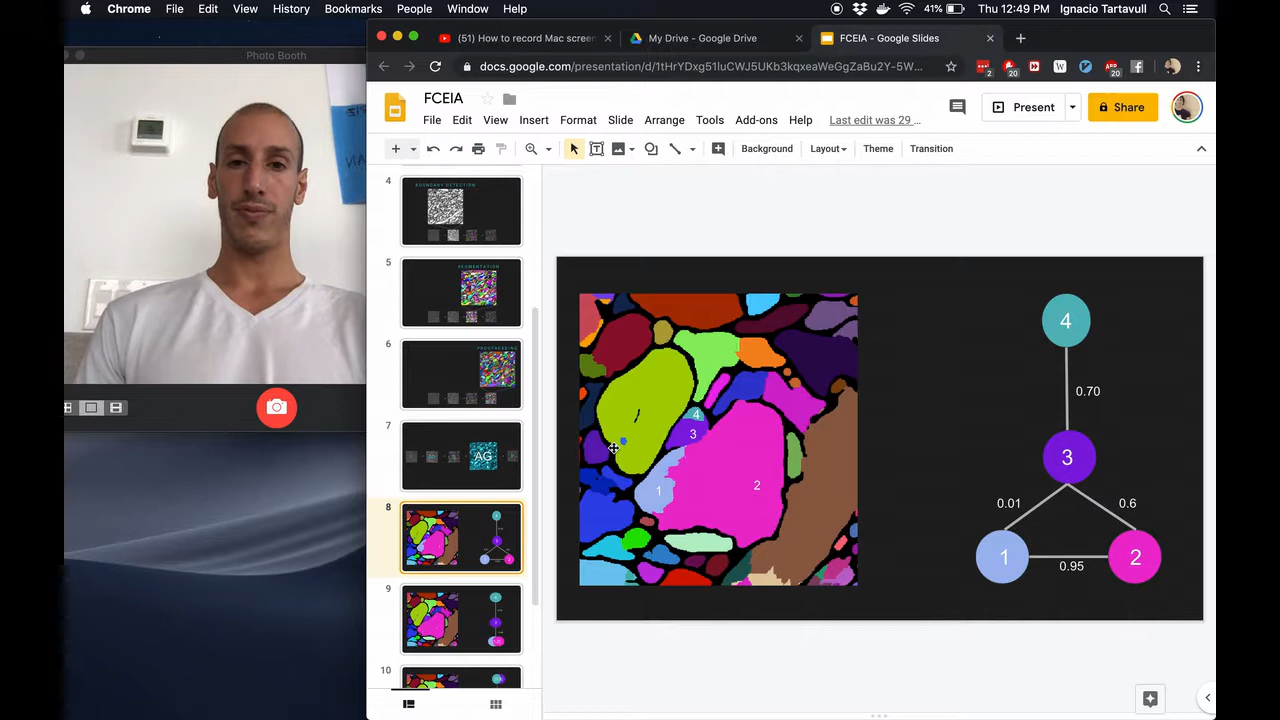 Chrome File Edit View History Bookmarks People Window Help 41% Thu 12:49 PM Ignacio Tartavull
Photo Booth
(51) How to record Mac screen
My Drive - Google Drive
FCEIA - Google Slides
docs.google.com/presentation/d/1tHrYDxg51IuCWJ5UKb3kqxeaWeGgZaBu2Y-5W...
2 20 20
FCEIA
Present
Share
File Edit View Insert Format Slide Arrange Tools Add-ons Help Last edit was 29 ...
Background Layout Theme Transition
4
BOUNDARY DETECTION
5
SEGMENTATION
6
PROOFREADING
7
AG
8
9
10
4
3
1
2
4
0.70
3
0.01
0.6
1
0.95
2